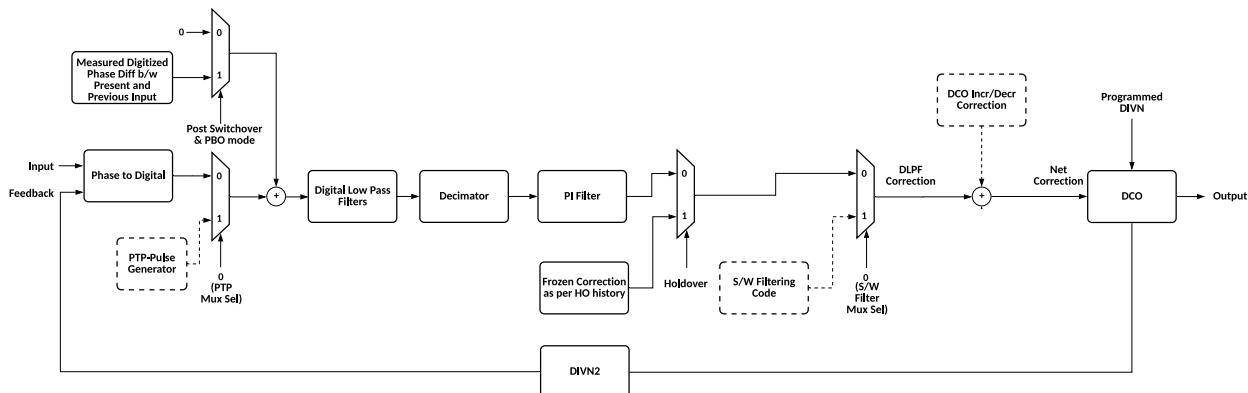 0
0
1
Measured Digitized
Phase Diff b/w
Present and
Previous Input
Post Switchover
& PBO mode
Input
Feedback
Phase to Digital
0
1
PTP-Pulse
Generator
0
(PTP
Mux Sel)
+
Digital Low Pass
Filters
Decimator
PI Filter
0
1
Frozen Correction
as per HO history
Holdover
S/W Filtering
Code
0
1
0
(S/W
Filter
Mux Sel)
DLPF
Correction
DCO Incr/Decr
Correction
+
Net
Correction
Programmed
DIVN
DCO
Output
DIVN2